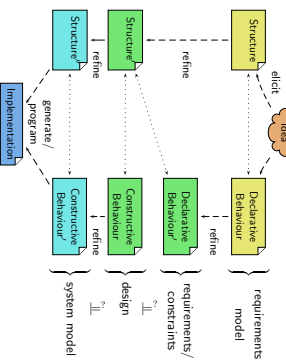 Idea
elicit
Structure
Declarative
Behaviour
requirements
model
refine
refine
Declarative
Behaviour'
requirements/
constraints
Structure
Constructive
Behaviour
design
refine
refine
Structure'
Constructive
Behaviour'
system model
generate/
program
Implementation